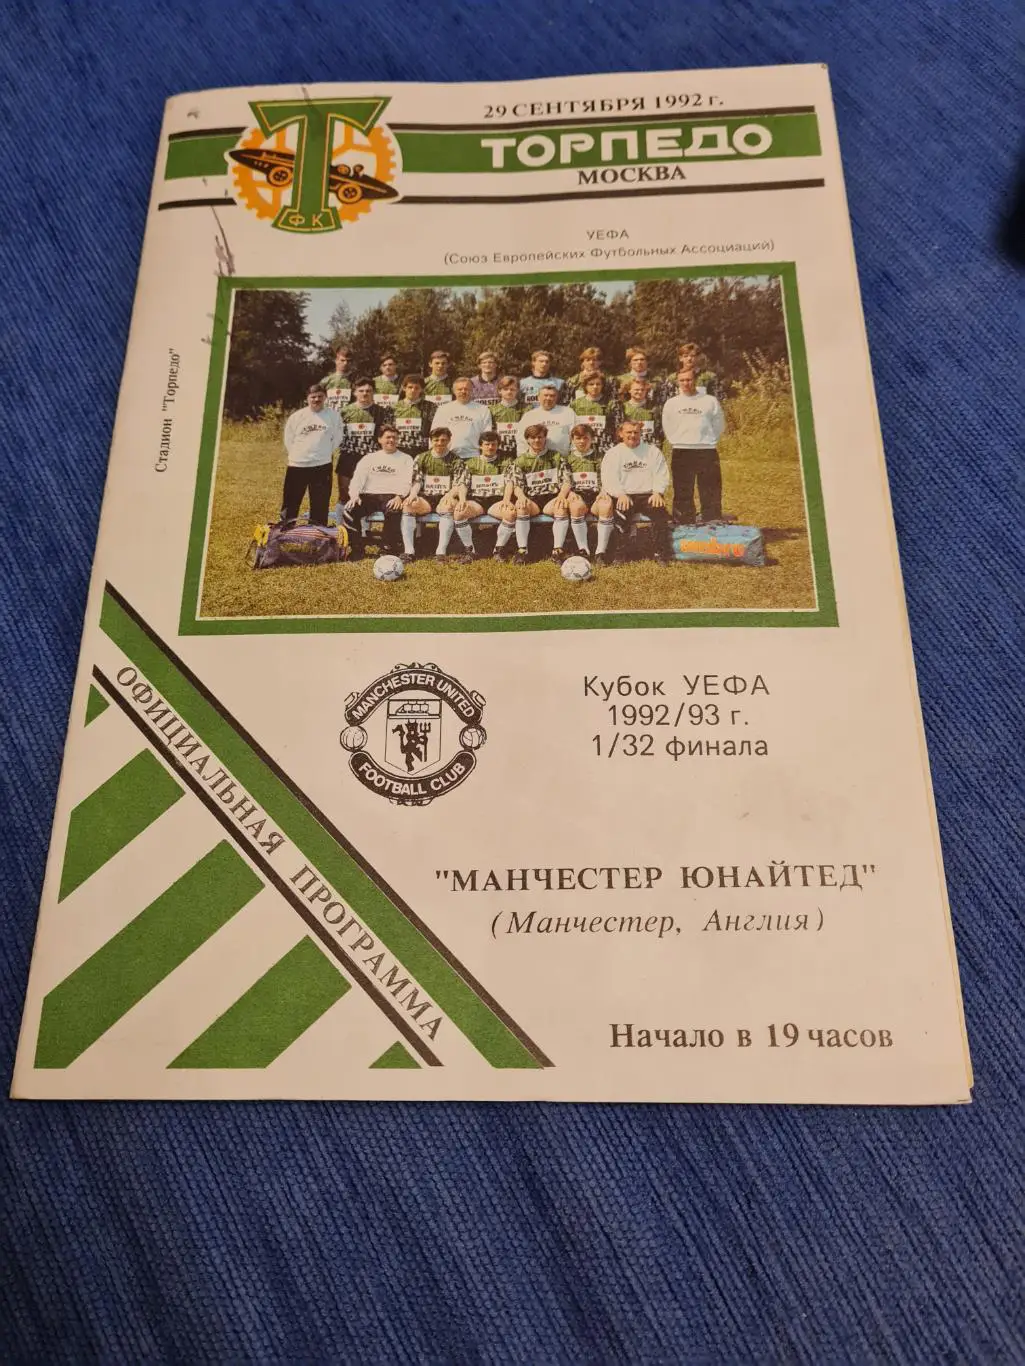 29 СЕНТЯБРЯ 1992 г.
ТОРПЕДО
МОСКВА
ФК
УЕФА
(Союз Европейских Футбольных Ассоциаций)
Стадион "Торпедо"
ОФИЦИАЛЬНАЯ ПРОГРАММА
MANCHESTER UNITED
FOOTBALL CLUB
Кубок УЕФА
1992/93 г.
1/32 финала
"МАНЧЕСТЕР ЮНАЙТЕД"
(Манчестер, Англия)
Начало в 19 часов